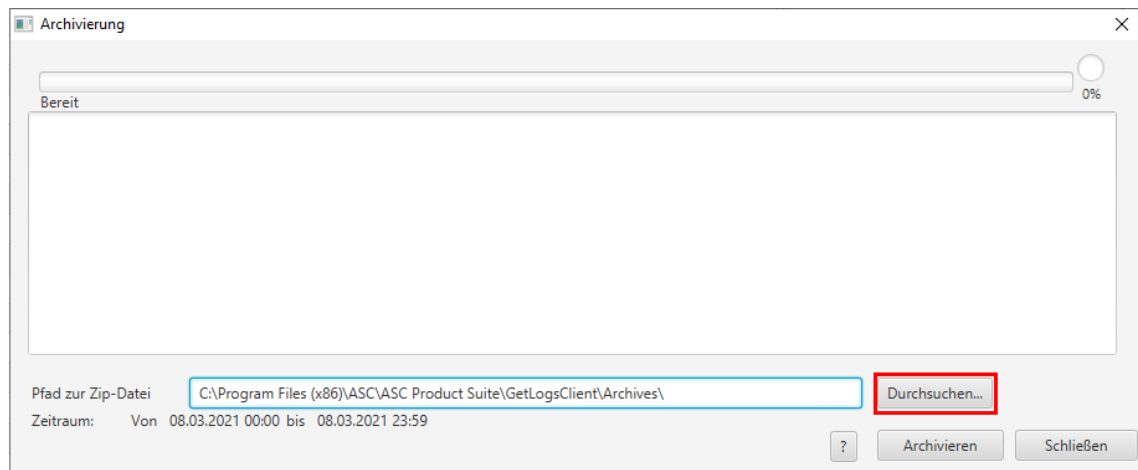 Archivierung
Bereit
0%
Pfad zur Zip-Datei C:\Program Files (x86)\ASC\ASC Product Suite\GetLogsClient\Archives\ Durchsuchen...
Zeitraum: Von 08.03.2021 00:00 bis 08.03.2021 23:59
? Archivieren Schließen